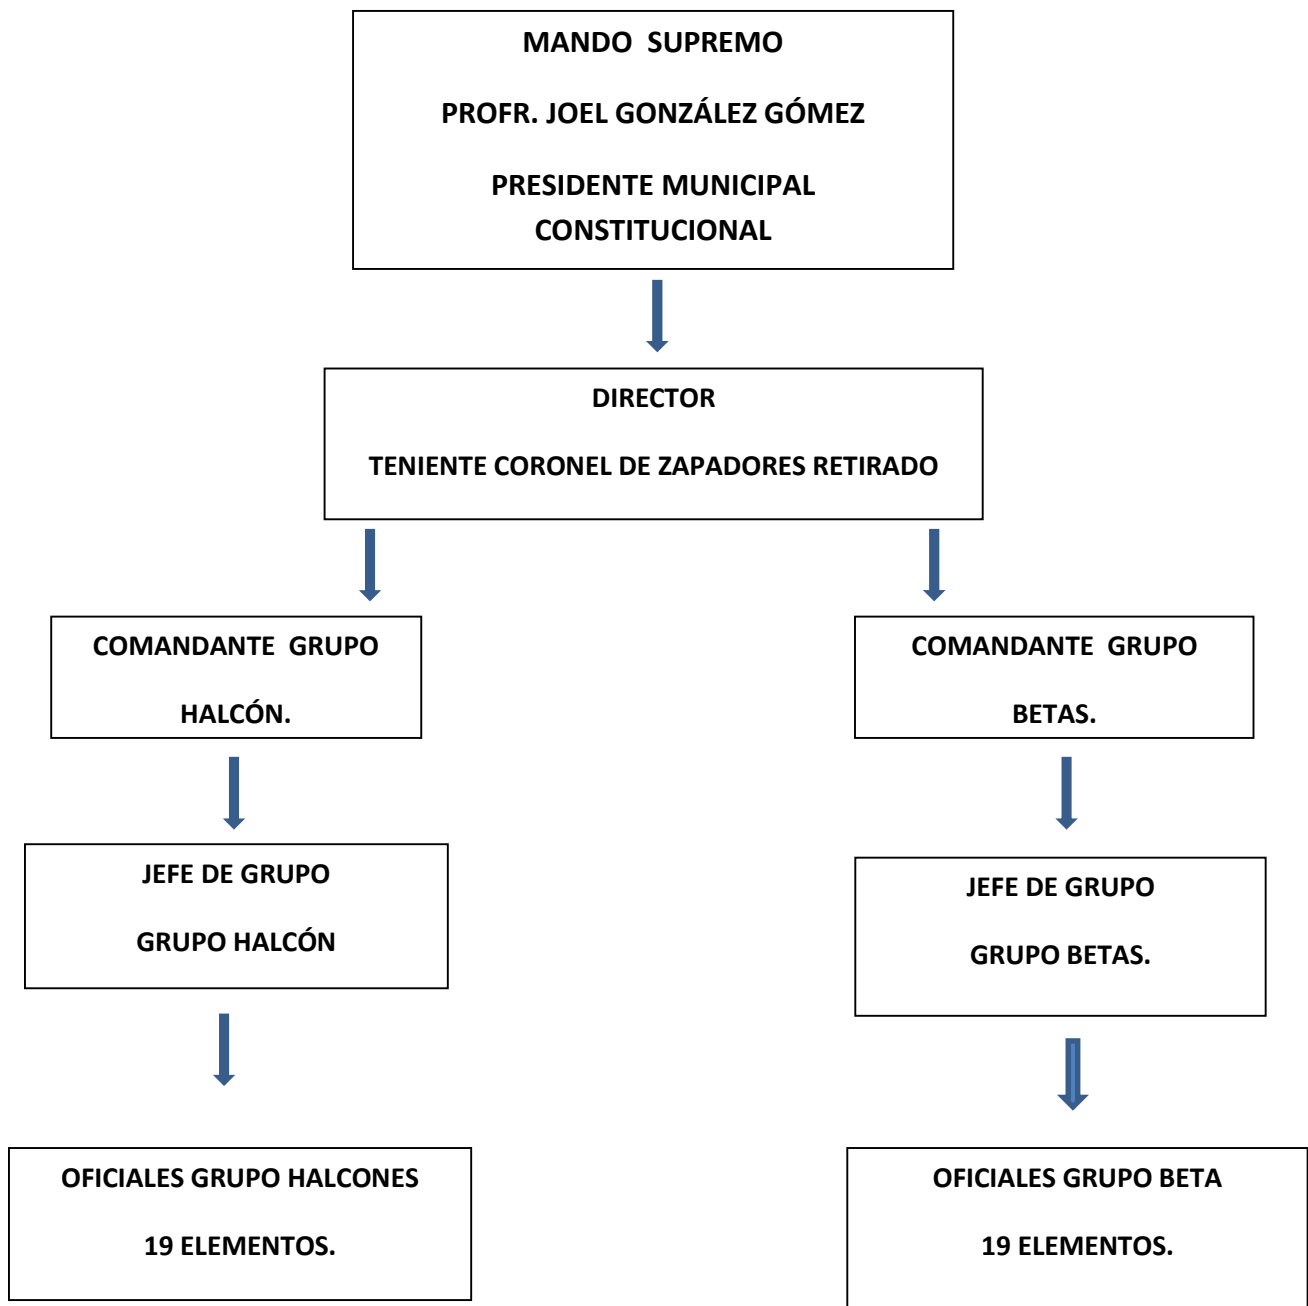 MANDO SUPREMO
PROFR. JOEL GONZÁLEZ GÓMEZ
PRESIDENTE MUNICIPAL
CONSTITUCIONAL
DIRECTOR
TENIENTE CORONEL DE ZAPADORES RETIRADO
COMANDANTE GRUPO
HALCÓN.
COMANDANTE GRUPO
BETAS.
JEFE DE GRUPO
GRUPO HALCÓN
JEFE DE GRUPO
GRUPO BETAS.
OFICIALES GRUPO HALCONES
19 ELEMENTOS.
OFICIALES GRUPO BETA
19 ELEMENTOS.